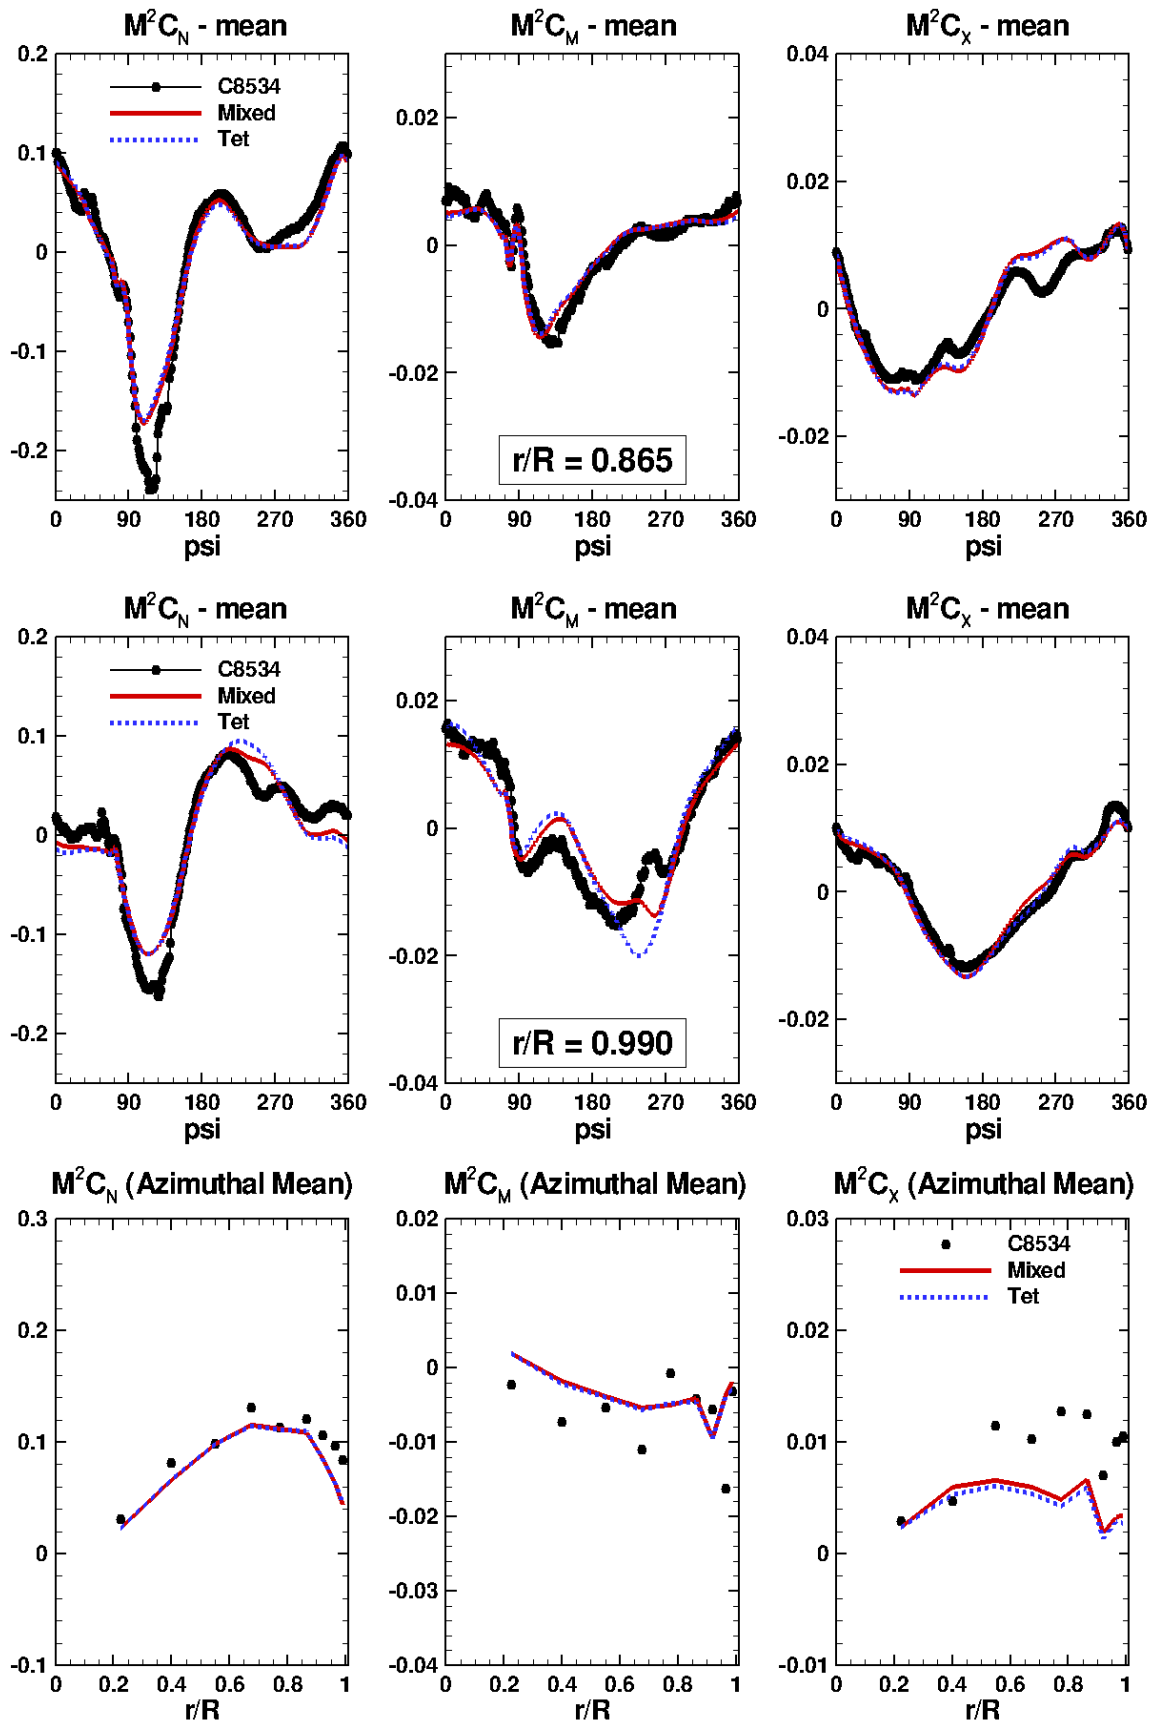 M²C_N - mean
M²C_M - mean
M²C_X - mean
0.2
0.1
0
-0.1
-0.2
C8534
Mixed
Tet
0 90 180 270 360
psi
0.02
0
-0.02
-0.04
r/R = 0.865
0 90 180 270 360
psi
0.04
0.02
0
-0.02
0 90 180 270 360
psi
M²C_N - mean
M²C_M - mean
M²C_X - mean
0.2
0.1
0
-0.1
-0.2
C8534
Mixed
Tet
0 90 180 270 360
psi
0.02
0
-0.02
-0.04
r/R = 0.990
0 90 180 270 360
psi
0.04
0.02
0
-0.02
0 90 180 270 360
psi
M²C_N (Azimuthal Mean)
M²C_M (Azimuthal Mean)
M²C_X (Azimuthal Mean)
0.3
0.2
0.1
0
-0.1
0 0.2 0.4 0.6 0.8 1
r/R
0.02
0.01
0
-0.01
-0.02
-0.03
-0.04
0 0.2 0.4 0.6 0.8 1
r/R
0.03
0.02
0.01
0
-0.01
C8534
Mixed
Tet
0 0.2 0.4 0.6 0.8 1
r/R